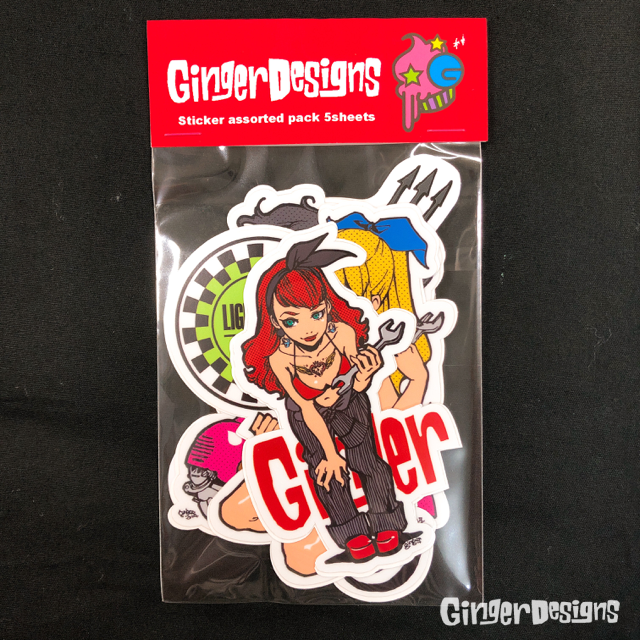 GingerDesigns
Sticker assorted pack 5sheets
LIG
Ginger
GingerDesigns